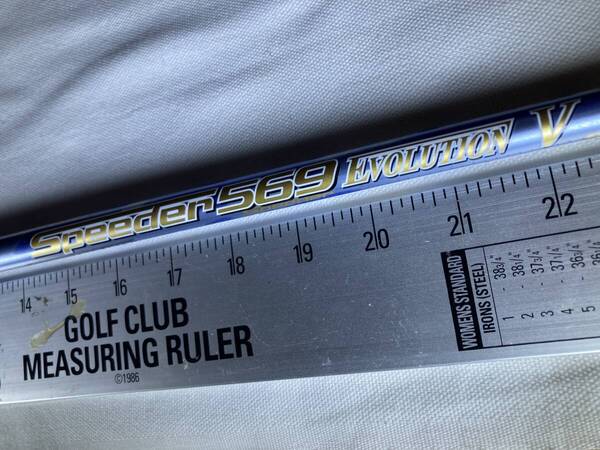 Speeder 569 EVOLUTION V
14 15 16 17 18 19 20 21 22
GOLF CLUB
MEASURING RULER
©1986
WOMENS STANDARD
IRONS (STEEL)
1 - 38 3/4"
2 - 38 1/4"
3 - 37 3/4"
4 - 37 1/4"
5 - 36 3/4"